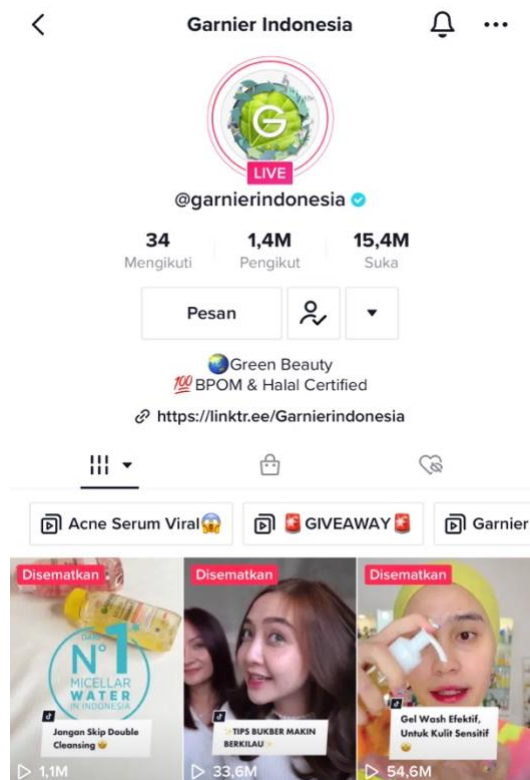 Garnier Indonesia
G
LIVE
@garnierindonesia
34 1,4M 15,4M
Mengikuti Pengikut Suka
Pesan
🌏Green Beauty
💯 BPOM & Halal Certified
https://linktr.ee/Garnierindonesia
Acne Serum Viral😱 🚨 GIVEAWAY🚨 Garnier
Disematkan Disematkan Disematkan
N°1
MICELLAR
WATER
IN INDONESIA
Jangan Skip Double
Cleansing 🤩
✨TIPS BUKBER MAKIN
BERKILAU✨
Gel Wash Efektif,
Untuk Kulit Sensitif
🤩
1,1M 33,6M 54,6M